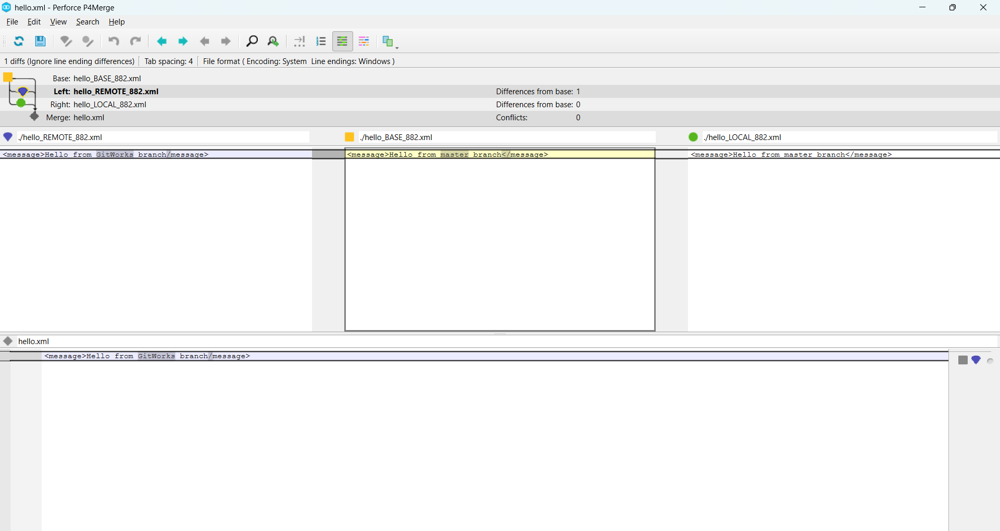 hello.xml - Perforce P4Merge
File Edit View Search Help
1 diffs (Ignore line ending differences) Tab spacing: 4 File format ( Encoding: System Line endings: Windows )
Base: hello_BASE_882.xml
Left: hello_REMOTE_882.xml Differences from base: 1
Right: hello_LOCAL_882.xml Differences from base: 0
Merge: hello.xml Conflicts: 0
./hello_REMOTE_882.xml ./hello_BASE_882.xml ./hello_LOCAL_882.xml
<message>Hello from GitWorks branch/message> <message>Hello from master branch</message> <message>Hello from master branch</message>
hello.xml
<message>Hello from GitWorks branch/message>